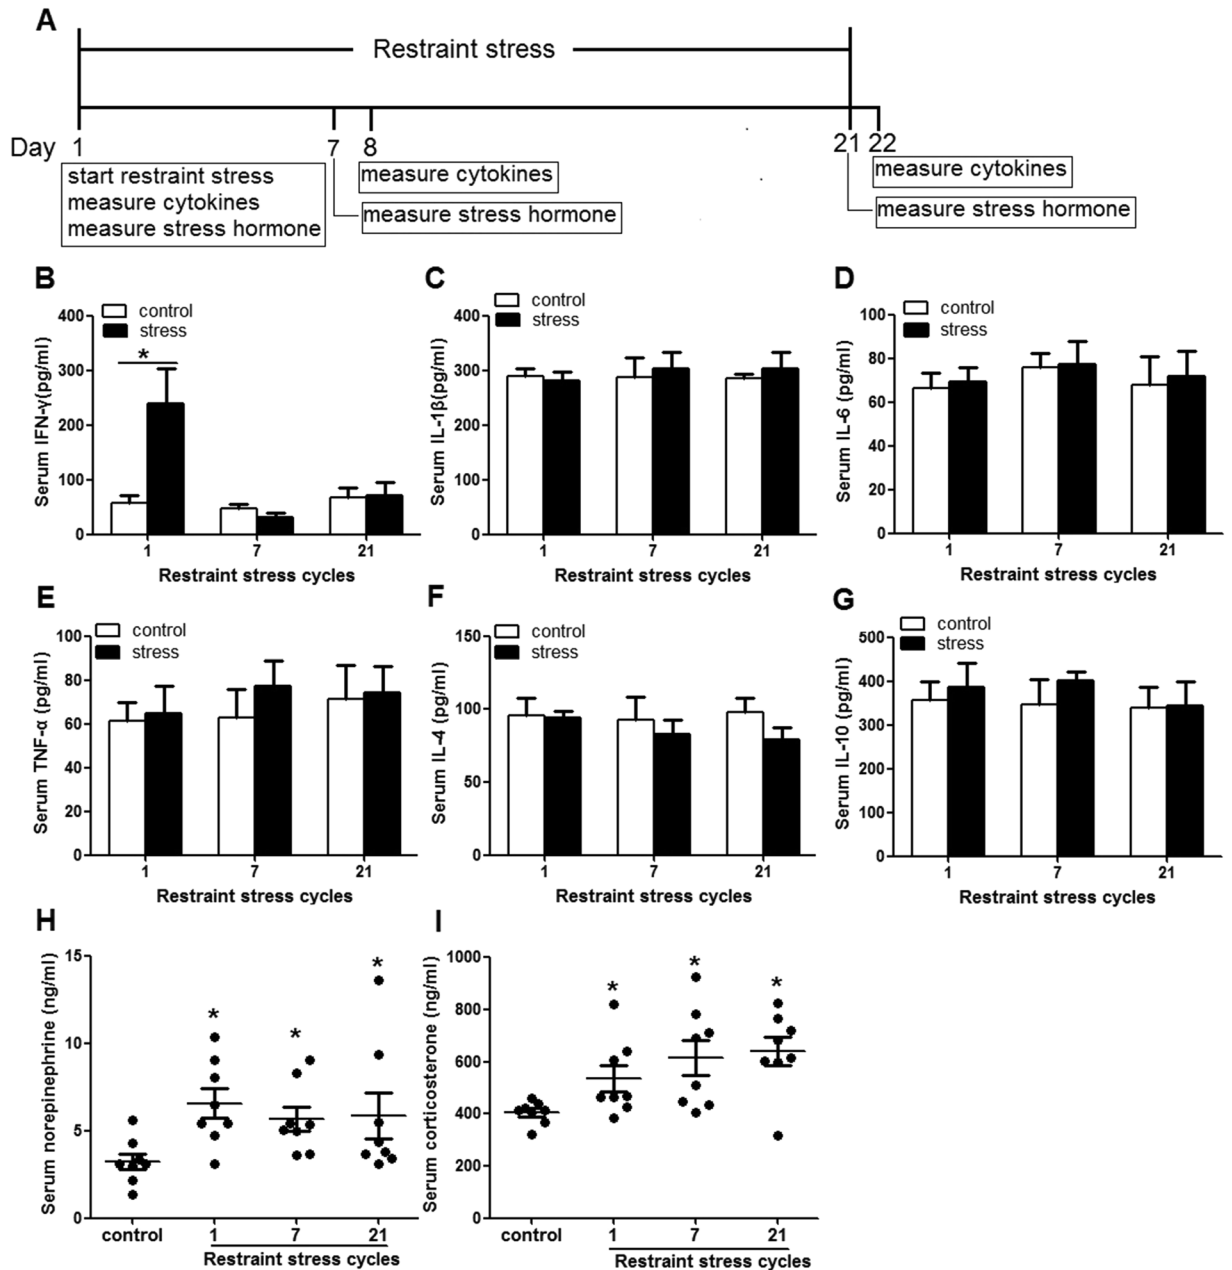 A
Restraint stress
Day 1 7 8 21 22
start restraint stress
measure cytokines
measure stress hormone
measure cytokines
measure stress hormone
measure cytokines
measure stress hormone
B
control
stress
*
Serum IFN-γ(pg/ml)
400
300
200
100
0
1 7 21
Restraint stress cycles
C
control
stress
Serum IL-1β(pg/ml)
400
300
200
100
0
1 7 21
Restraint stress cycles
D
control
stress
Serum IL-6 (pg/ml)
100
80
60
40
20
0
1 7 21
Restraint stress cycles
E
control
stress
Serum TNF-α (pg/ml)
100
80
60
40
20
0
1 7 21
Restraint stress cycles
F
control
stress
Serum IL-4 (pg/ml)
150
100
50
0
1 7 21
Restraint stress cycles
G
control
stress
Serum IL-10 (pg/ml)
500
400
300
200
100
0
1 7 21
Restraint stress cycles
H
Serum norepinephrine (ng/ml)
15
10
5
0
* * *
control 1 7 21
Restraint stress cycles
I
Serum corticosterone (ng/ml)
1000
800
600
400
200
0
* * *
control 1 7 21
Restraint stress cycles